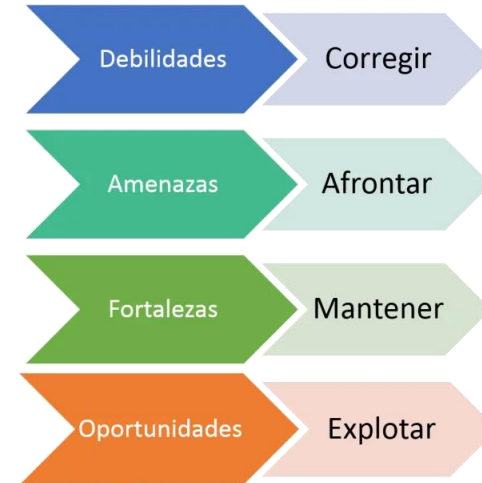 Debilidades
Corregir
Amenazas
Afrontar
Fortalezas
Mantener
Oportunidades
Explotar